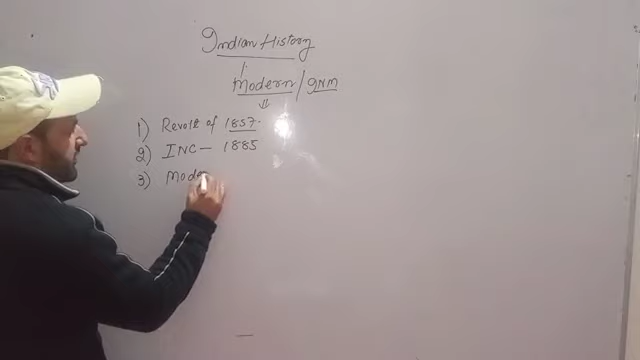 Indian History
Modern/INM
1) Revolt of 1857.
2) INC - 1885
3) Mode